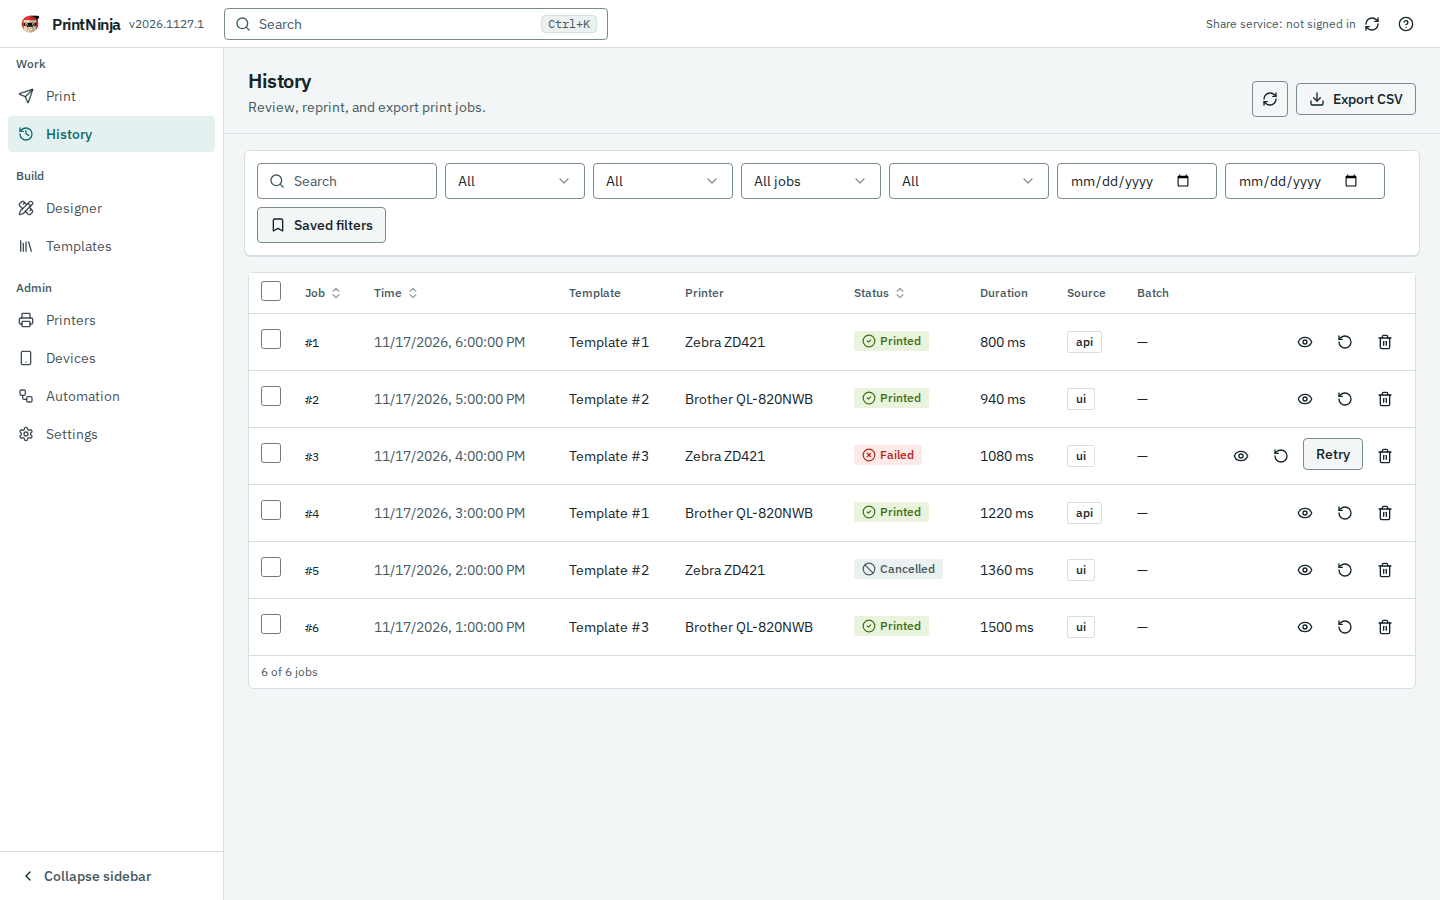 PrintNinja v2026.1127.1
Search
Ctrl+K
Share service: not signed in
Work
Print
History
Build
Designer
Templates
Admin
Printers
Devices
Automation
Settings
Collapse sidebar
History
Review, reprint, and export print jobs.
Export CSV
Search
All
All
All jobs
All
mm/dd/yyyy
mm/dd/yyyy
Saved filters
Job Time Template Printer Status Duration Source Batch
#1 11/17/2026, 6:00:00 PM Template #1 Zebra ZD421 Printed 800 ms api —
#2 11/17/2026, 5:00:00 PM Template #2 Brother QL-820NWB Printed 940 ms ui —
#3 11/17/2026, 4:00:00 PM Template #3 Zebra ZD421 Failed 1080 ms ui — Retry
#4 11/17/2026, 3:00:00 PM Template #1 Brother QL-820NWB Printed 1220 ms api —
#5 11/17/2026, 2:00:00 PM Template #2 Zebra ZD421 Cancelled 1360 ms ui —
#6 11/17/2026, 1:00:00 PM Template #3 Brother QL-820NWB Printed 1500 ms ui —
6 of 6 jobs